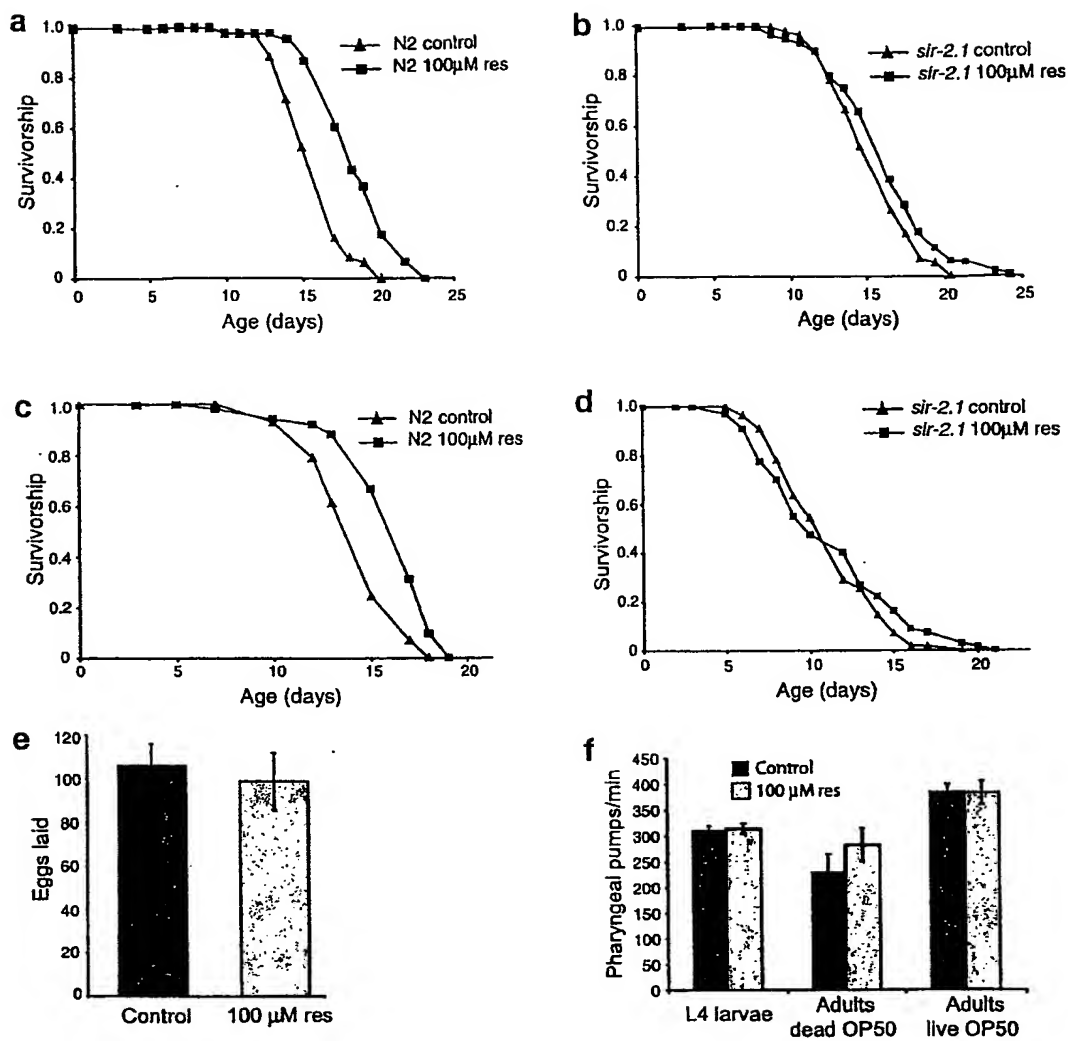 a
1.0
0.8
0.6
0.4
0.2
0
Survivorship
N2 control
N2 100μM res
0 5 10 15 20 25
Age (days)
b
1.0
0.8
0.6
0.4
0.2
0
Survivorship
sir-2.1 control
sir-2.1 100μM res
0 5 10 15 20 25
Age (days)
c
1.0
0.8
0.6
0.4
0.2
0
Survivorship
N2 control
N2 100μM res
0 5 10 15 20
Age (days)
d
1.0
0.8
0.6
0.4
0.2
0
Survivorship
sir-2.1 control
sir-2.1 100μM res
0 5 10 15 20
Age (days)
e
120
100
80
60
40
20
0
Eggs laid
Control 100 μM res
f
450
400
350
300
250
200
150
100
50
0
Pharyngeal pumps/min
Control
100 μM res
L4 larvae
Adults
dead OP50
Adults
live OP50